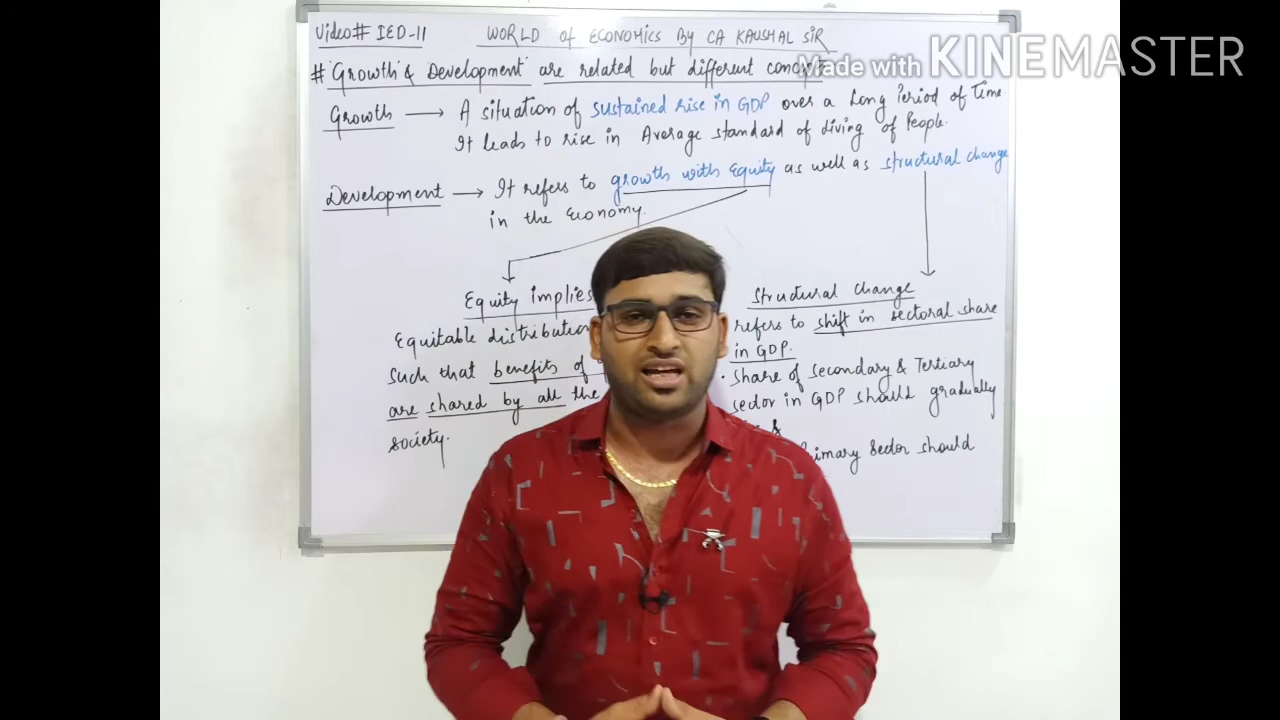 Video# IED-11 WORLD of ECONOMICS BY CA KAUSHAL SIR
Made with KINEMASTER
# 'Growth' & 'Development' are related but different concepts
Growth → A situation of sustained rise in GDP over a Long Period of Time.
It leads to rise in Average standard of living of People.
Development → It refers to growth with Equity as well as structural change
in the Economy.
Equity implies
Equitable distribution
such that benefits of
are shared by all the
society.
Structural change
refers to shift in sectoral share
in GDP.
· share of secondary & Tertiary
sector in GDP should gradually
&
Primary sector should